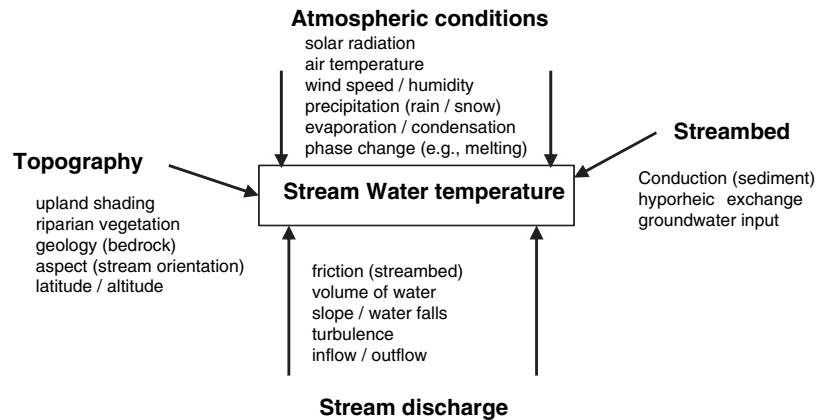 Atmospheric conditions
solar radiation
air temperature
wind speed / humidity
precipitation (rain / snow)
evaporation / condensation
phase change (e.g., melting)
Topography
upland shading
riparian vegetation
geology (bedrock)
aspect (stream orientation)
latitude / altitude
Stream Water temperature
Streambed
Conduction (sediment)
hyporheic exchange
groundwater input
friction (streambed)
volume of water
slope / water falls
turbulence
inflow / outflow
Stream discharge